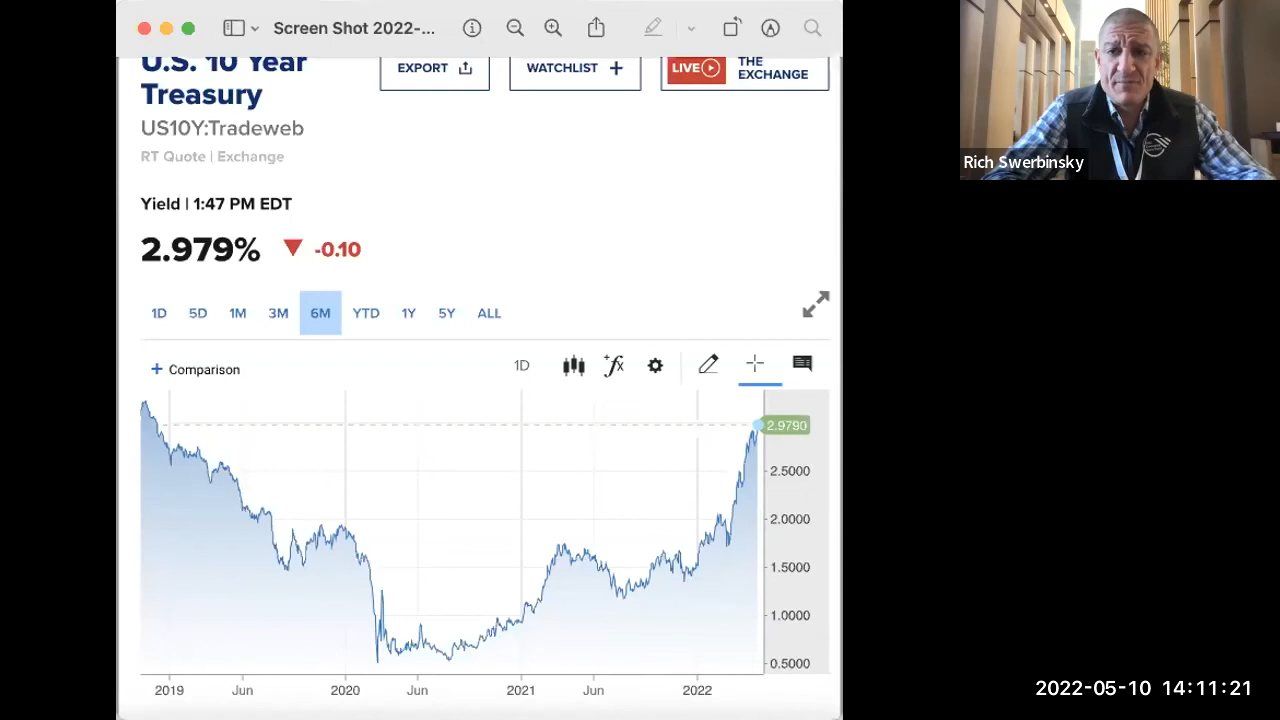 Screen Shot 2022-...
U.S. 10 Year
Treasury
EXPORT
WATCHLIST +
LIVE
THE
EXCHANGE
US10Y:Tradeweb
RT Quote | Exchange
Yield | 1:47 PM EDT
2.979% ▼ -0.10
1D 5D 1M 3M 6M YTD 1Y 5Y ALL
+ Comparison
1D
2.9790
2.5000
2.0000
1.5000
1.0000
0.5000
2019 Jun 2020 Jun 2021 Jun 2022
Rich Swerbinsky
2022-05-10 14:11:21